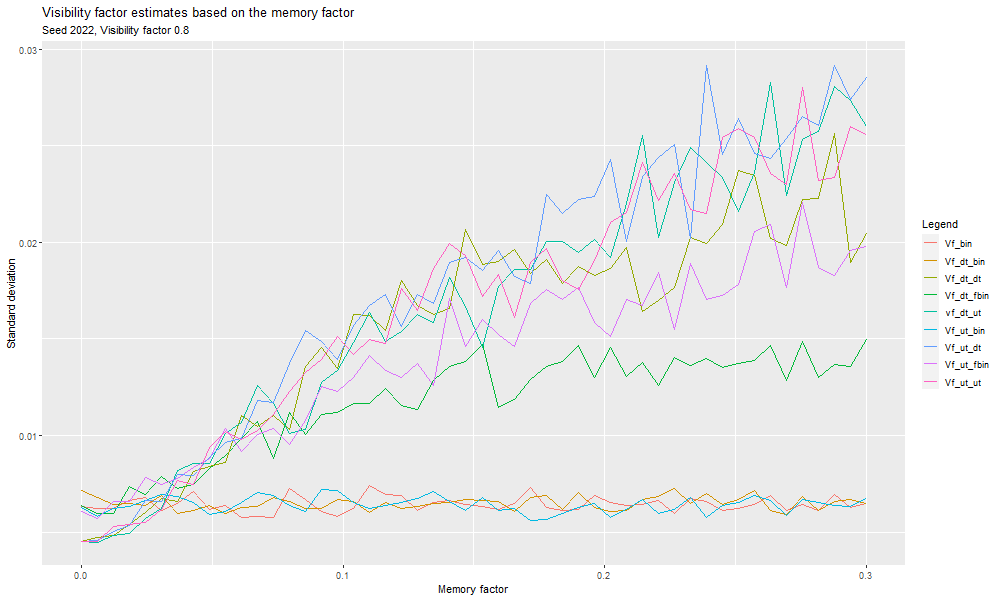 Visibility factor estimates based on the memory factor
Seed 2022, Visibility factor 0.8
0.03
0.02
0.01
Standard deviation
0.0
0.1
0.2
0.3
Memory factor
Legend
Vf_bin
Vf_dt_bin
Vf_dt_dt
Vf_dt_fbin
Vf_dt_ut
Vf_ut_bin
Vf_ut_dt
Vf_ut_fbin
Vf_ut_ut